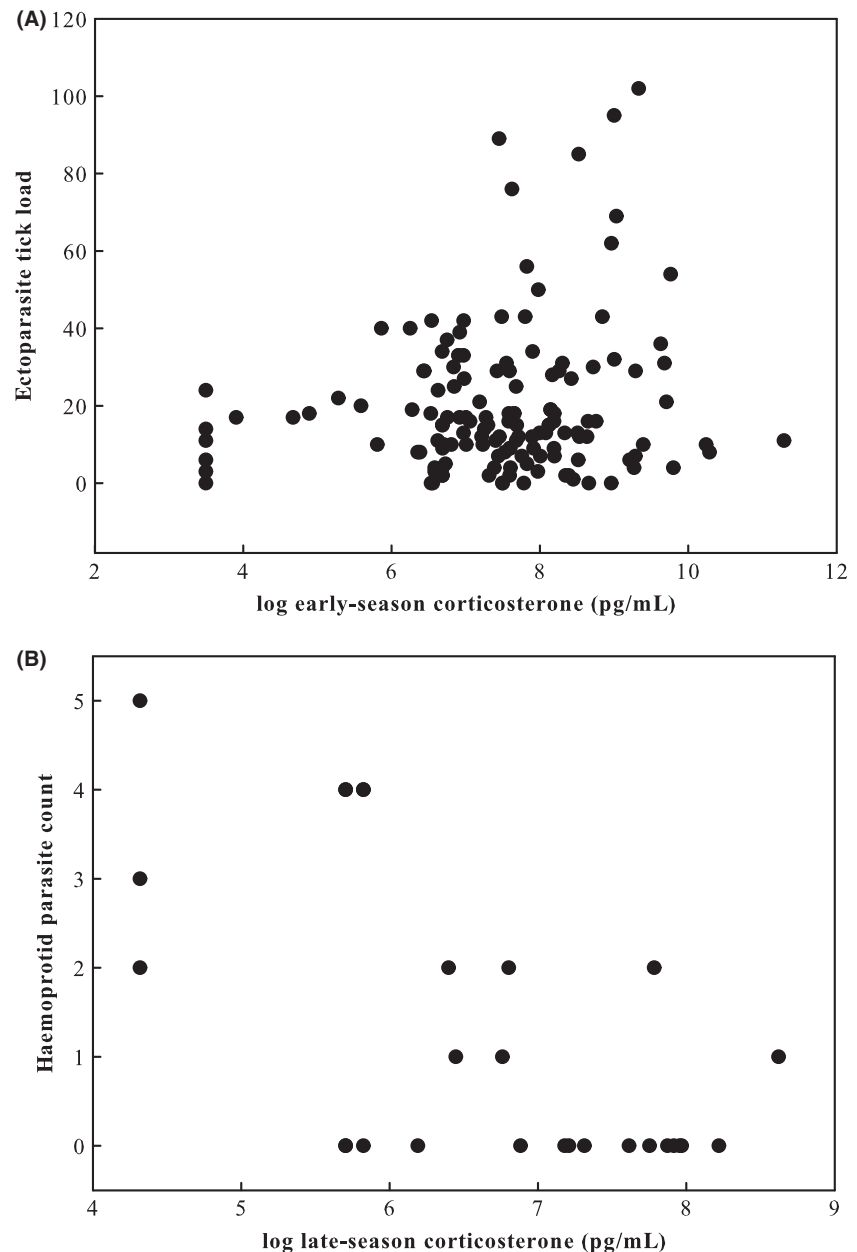 (A)
120
100
80
60
40
20
0
Ectoparasite tick load
2 4 6 8 10 12
log early-season corticosterone (pg/mL)
(B)
5
4
3
2
1
0
Haemoprotid parasite count
4 5 6 7 8 9
log late-season corticosterone (pg/mL)